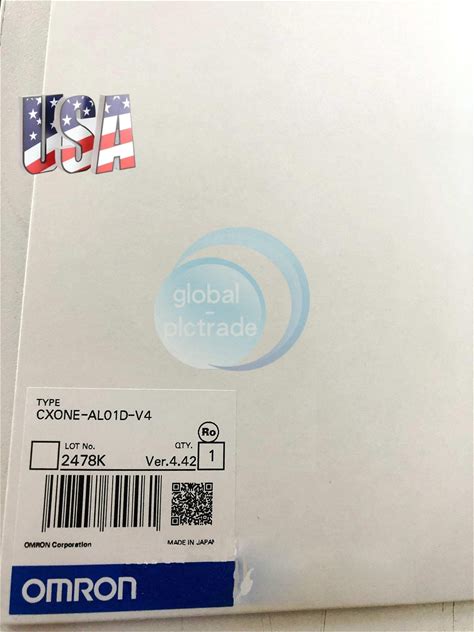 USA
global
-
plctrade
TYPE
CXONE-AL01D-V4
Ro
LOT No. QTY.
2478K Ver.4.42 1
OMRON Corporation MADE IN JAPAN
OMRON